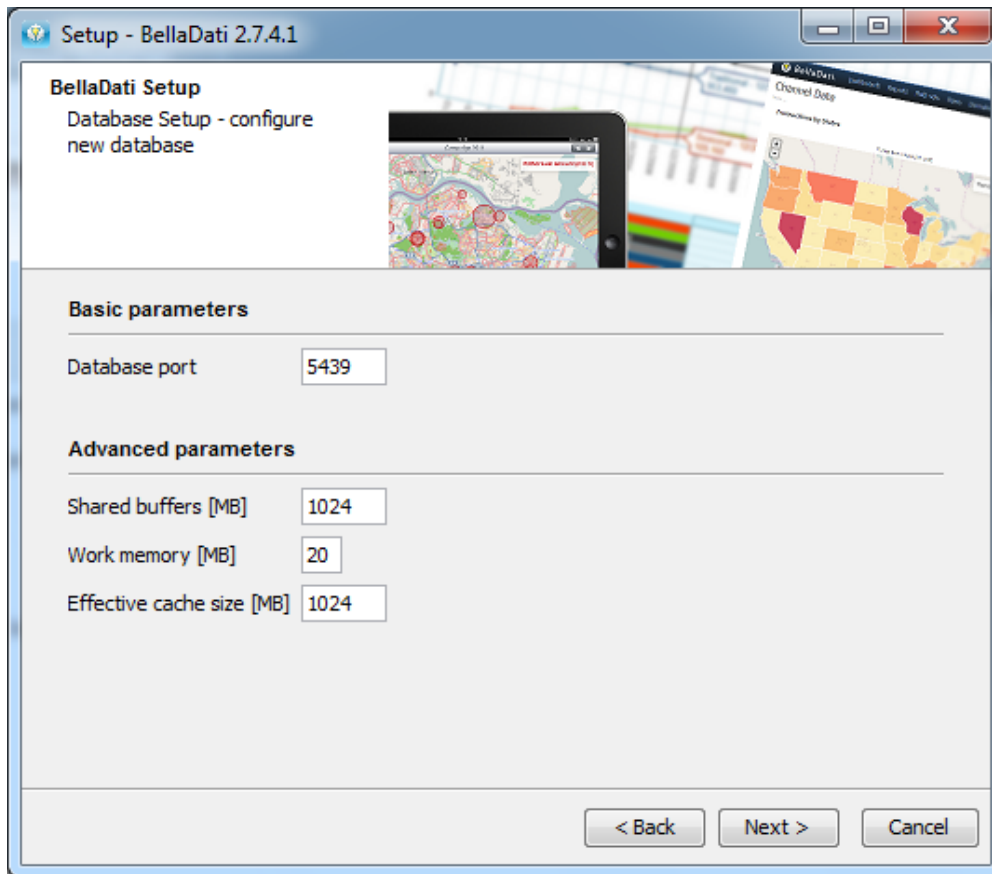 Setup - BellaDati 2.7.4.1
BellaDati Setup
Database Setup - configure
new database
BellaDati
Channel Data
Basic parameters
Database port 5439
Advanced parameters
Shared buffers [MB] 1024
Work memory [MB] 20
Effective cache size [MB] 1024
< Back Next > Cancel